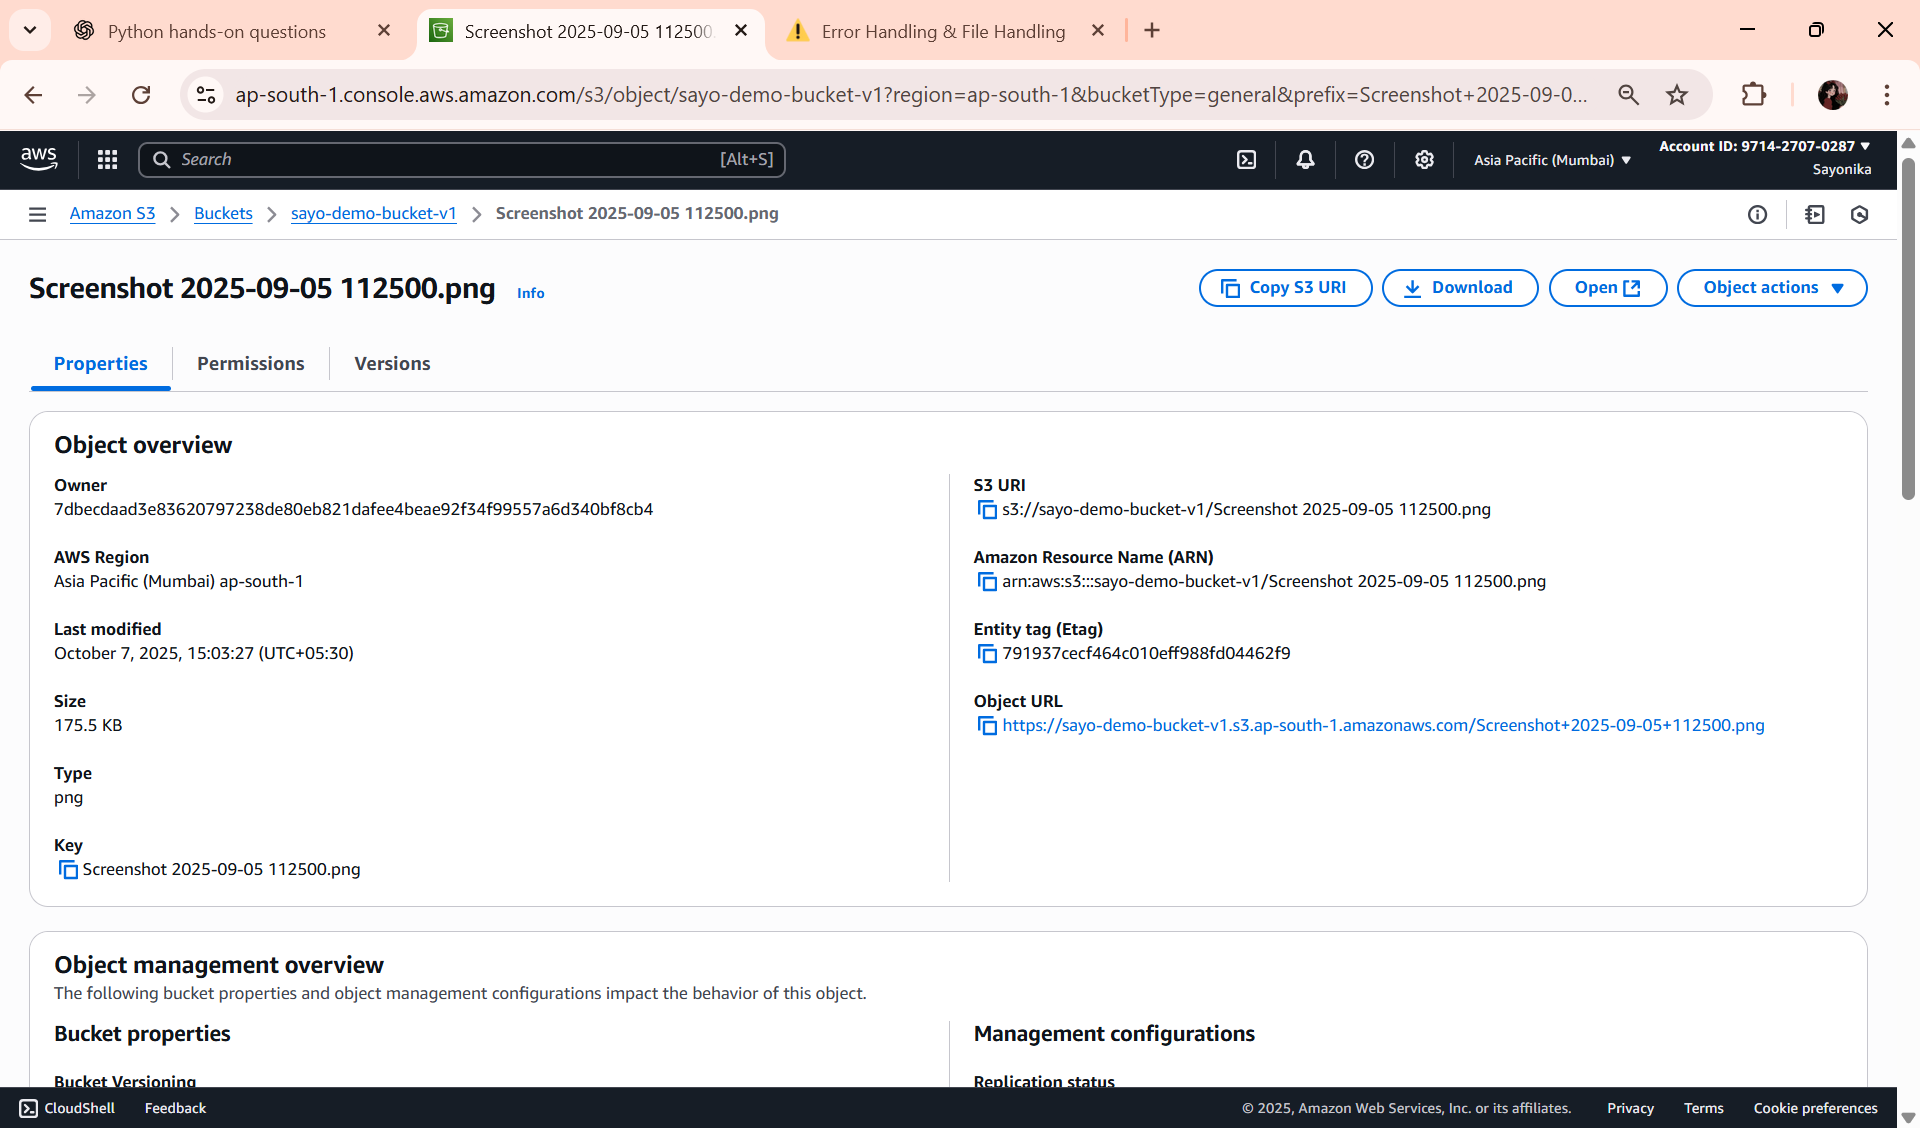 Python hands-on questions
Screenshot 2025-09-05 112500.
Error Handling & File Handling
ap-south-1.console.aws.amazon.com/s3/object/sayo-demo-bucket-v1?region=ap-south-1&bucketType=general&prefix=Screenshot+2025-09-0...
aws
Search
[Alt+S]
Asia Pacific (Mumbai)
Account ID: 9714-2707-0287
Sayonika
Amazon S3
Buckets
sayo-demo-bucket-v1
Screenshot 2025-09-05 112500.png
Screenshot 2025-09-05 112500.png
Info
Copy S3 URI
Download
Open
Object actions
Properties
Permissions
Versions
Object overview
Owner
7dbecdaad3e83620797238de80eb821dafee4beae92f34f99557a6d340bf8cb4
AWS Region
Asia Pacific (Mumbai) ap-south-1
Last modified
October 7, 2025, 15:03:27 (UTC+05:30)
Size
175.5 KB
Type
png
Key
Screenshot 2025-09-05 112500.png
S3 URI
s3://sayo-demo-bucket-v1/Screenshot 2025-09-05 112500.png
Amazon Resource Name (ARN)
arn:aws:s3:::sayo-demo-bucket-v1/Screenshot 2025-09-05 112500.png
Entity tag (Etag)
791937cecf464c010eff988fd04462f9
Object URL
https://sayo-demo-bucket-v1.s3.ap-south-1.amazonaws.com/Screenshot+2025-09-05+112500.png
Object management overview
The following bucket properties and object management configurations impact the behavior of this object.
Bucket properties
Bucket Versioning
Management configurations
Replication status
CloudShell
Feedback
© 2025, Amazon Web Services, Inc. or its affiliates.
Privacy
Terms
Cookie preferences